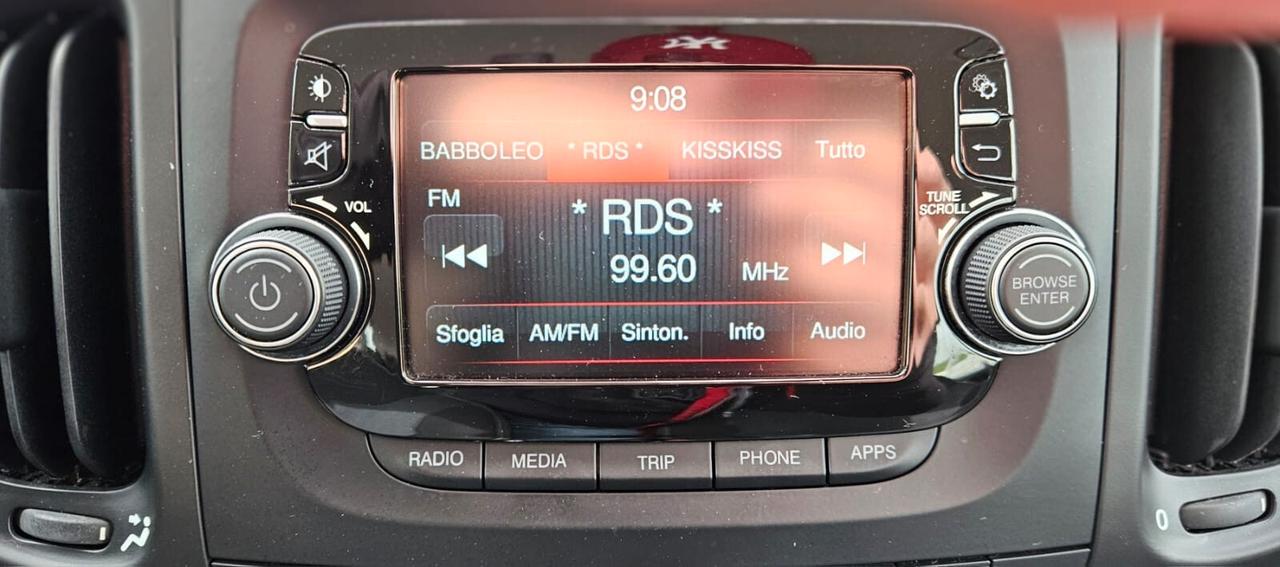 9:08
BABBOLEO * RDS * KISSKISS Tutto
FM
* RDS *
99.60 MHz
Sfoglia AM/FM Sinton. Info Audio
VOL
TUNE
SCROLL
BROWSE
ENTER
RADIO MEDIA TRIP PHONE APPS
0